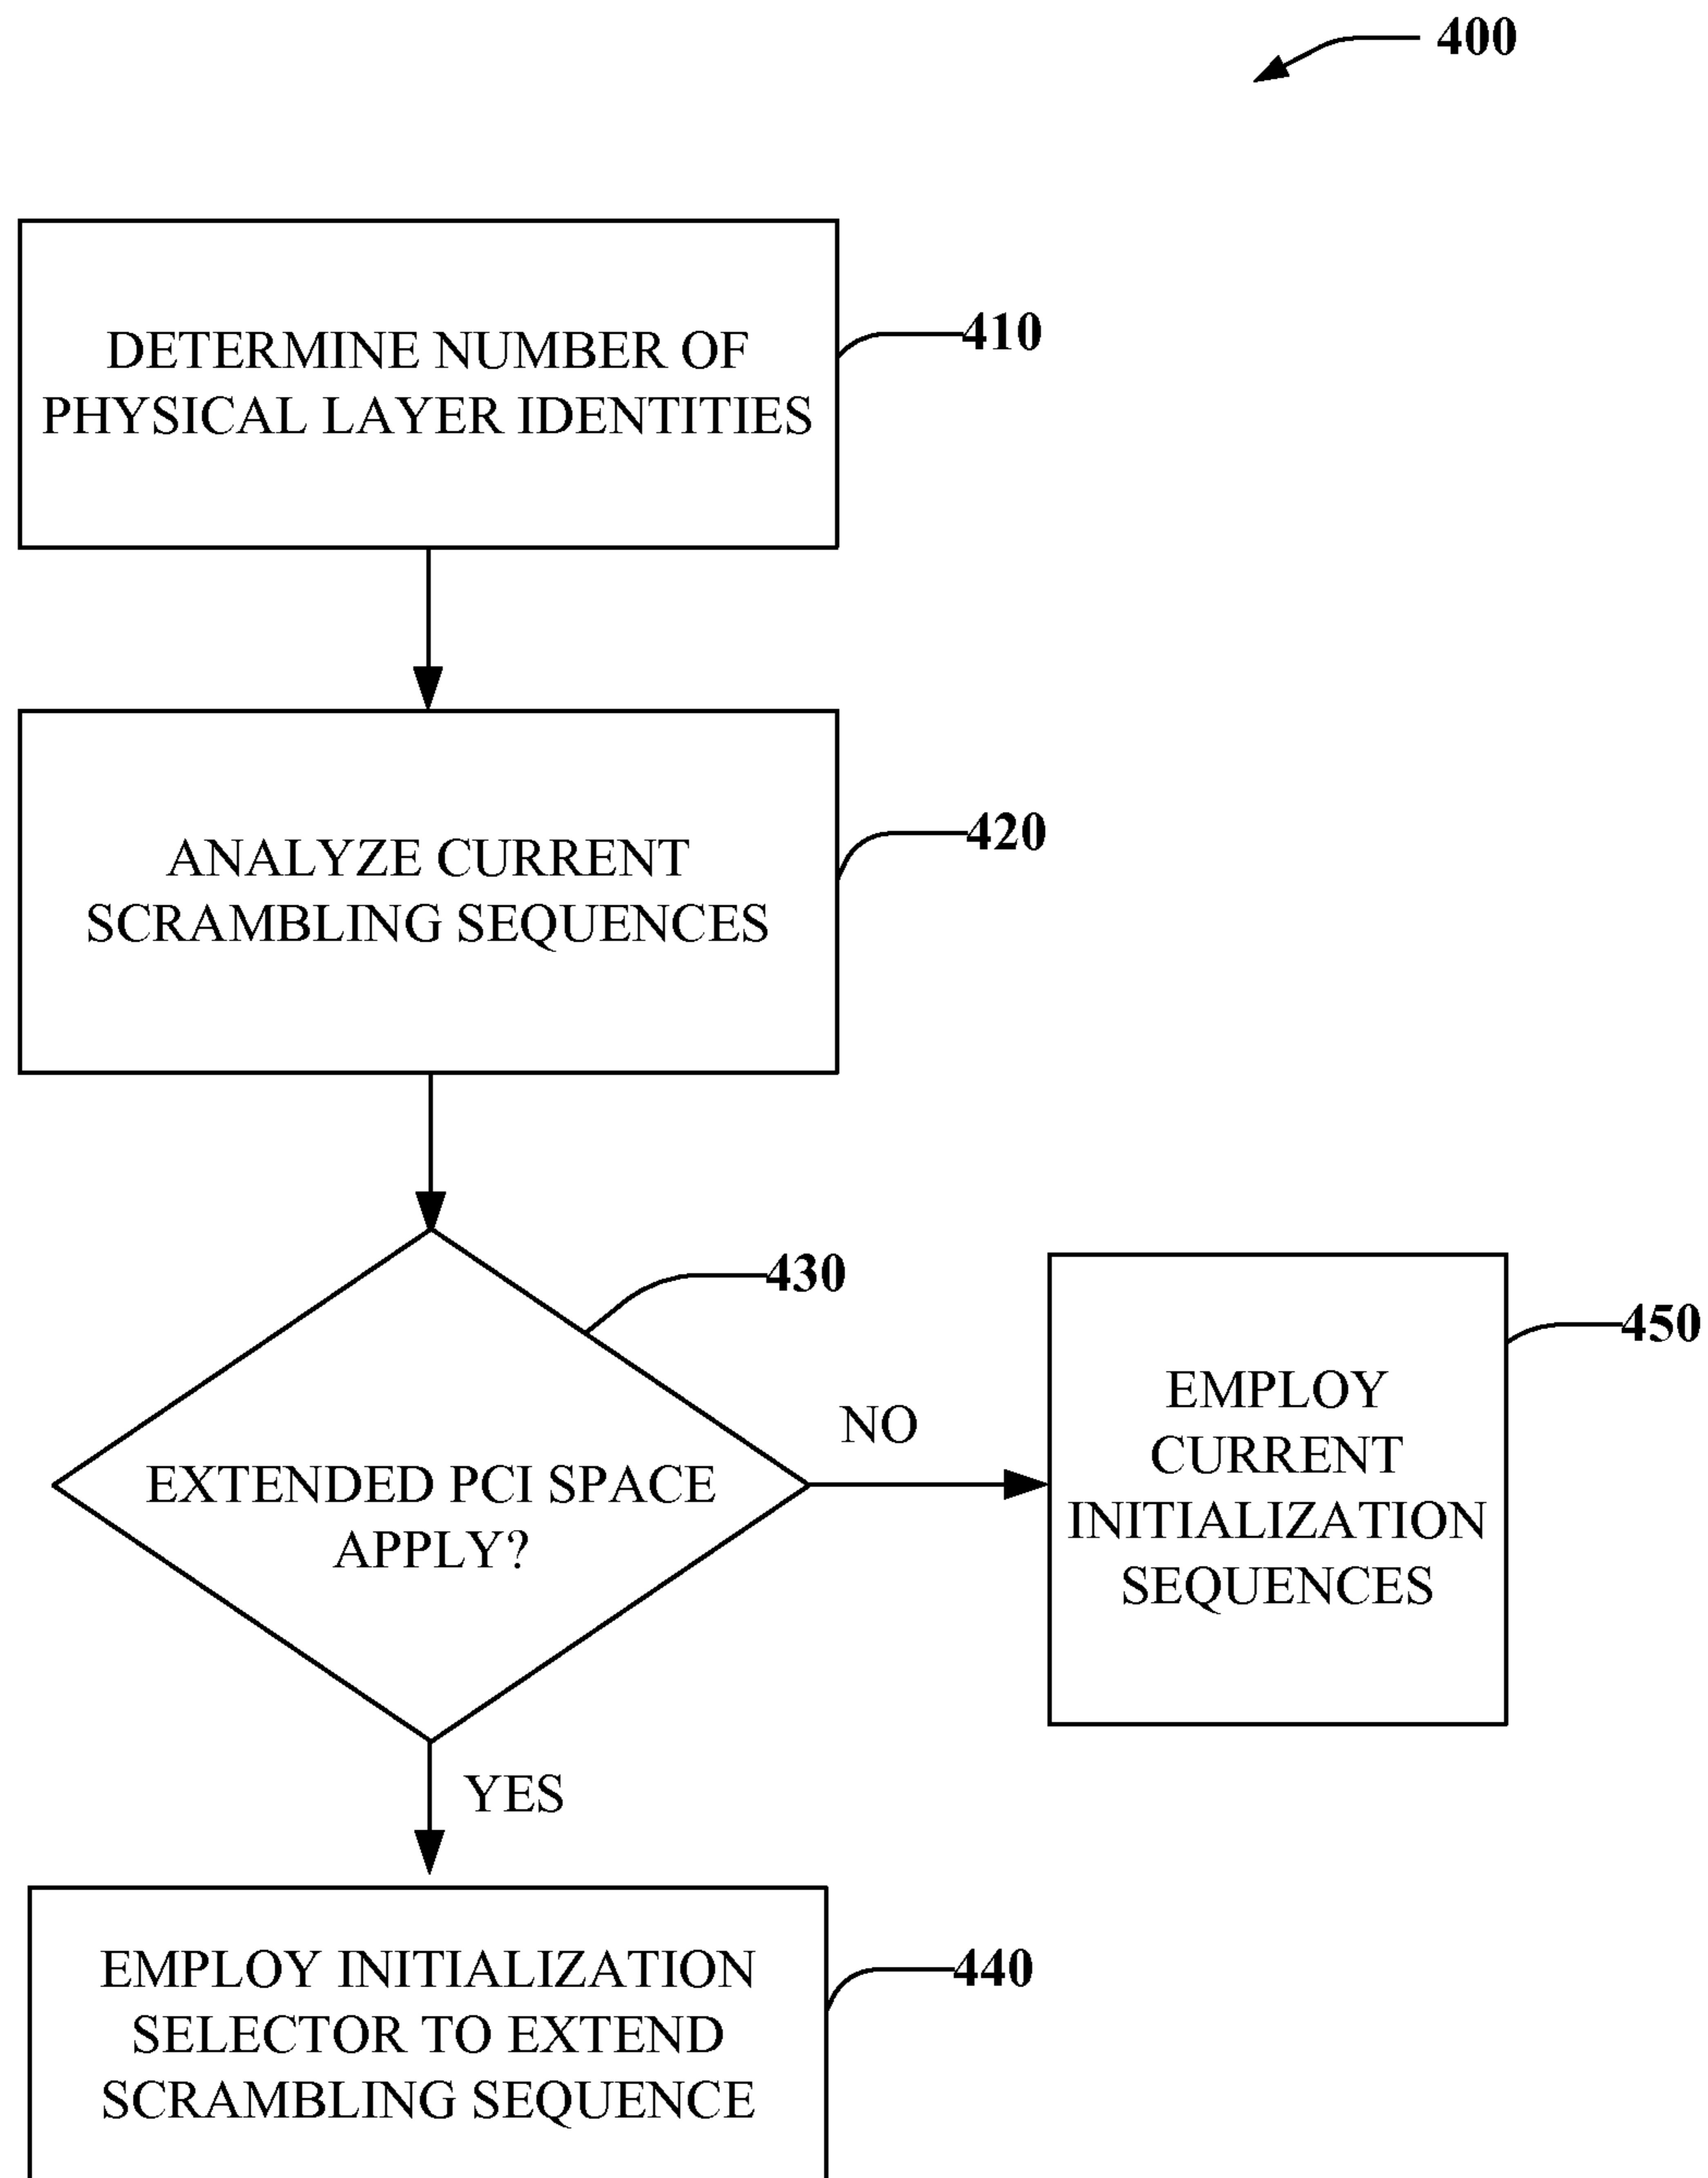 400
DETERMINE NUMBER OF
PHYSICAL LAYER IDENTITIES
410
ANALYZE CURRENT
SCRAMBLING SEQUENCES
420
430
EXTENDED PCI SPACE
APPLY?
NO
EMPLOY
CURRENT
INITIALIZATION
SEQUENCES
450
YES
EMPLOY INITIALIZATION
SELECTOR TO EXTEND
SCRAMBLING SEQUENCE
440